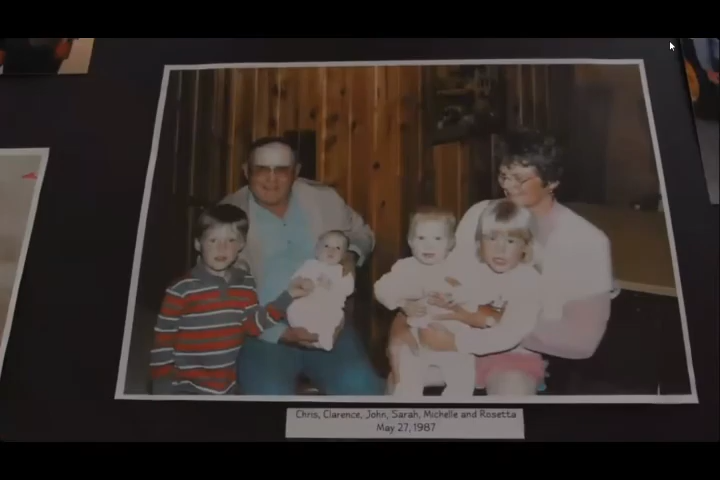 Chris, Clarence, John, Sarah, Michelle and Rosetta
May 27, 1987